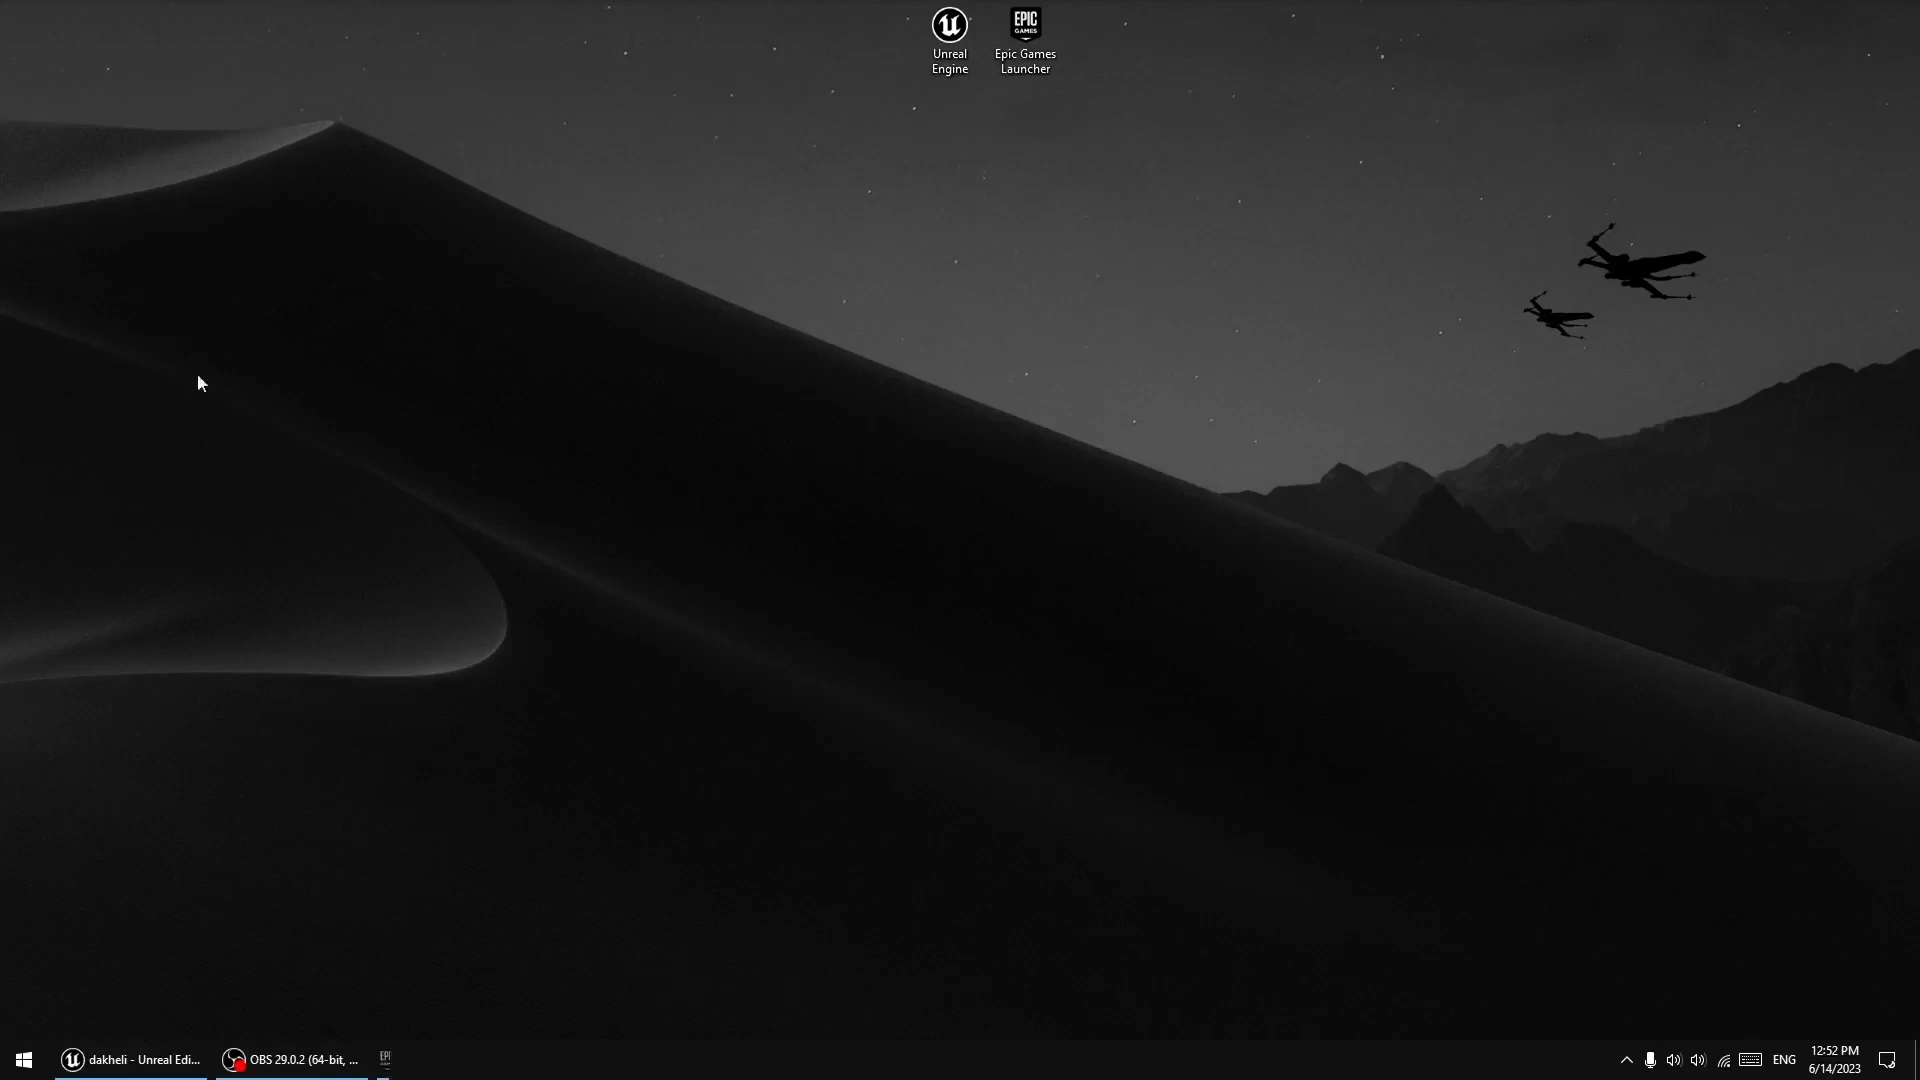 EPIC
GAMES
Unreal
Engine
Epic Games
Launcher
dakheli - Unreal Edi...
OBS 29.0.2 (64-bit, ...
ENG
12:52 PM
6/14/2023